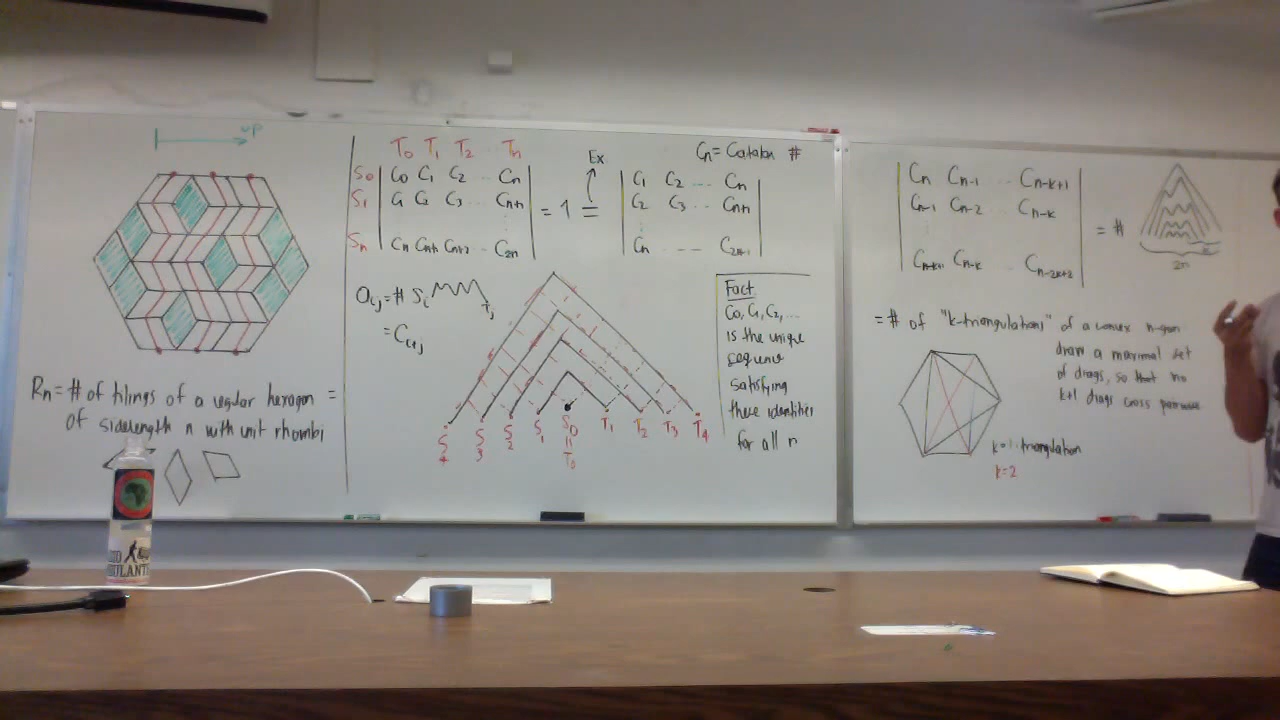 up
Rn = # of tilings of a regular hexagon =
of sidelength n with unit rhombi
T0 T1 T2 .. Tn
S0 C0 C1 C2 ... Cn
S1 C1 C2 C3 ... Cn+1
Sn Cn Cn+1 Cn+2 .. C2n
= 1 =
Ex
Cn = Catalan #
C1 C2 ... Cn
C2 C3 ... Cn+1
Cn - - - C2n-1
aij = # Si Tj
= Ci+j
S4 S3 S2 S1 S0 T1 T2 T3 T4
=
T0
Fact
C0, C1, C2, ...
is the unique
sequence
satisfying
these identities
for all n
Cn Cn-1 .. Cn-k+1
Cn-1 Cn-2 .. Cn-k
Cn-k+1 Cn-k .. Cn-2k+2
= #
k
2n
= # of "k-triangulations" of a convex n-gon
draw a maximal set
of diags, so that no
k+1 diags cross pairwise
k=1: triangulation
k=2